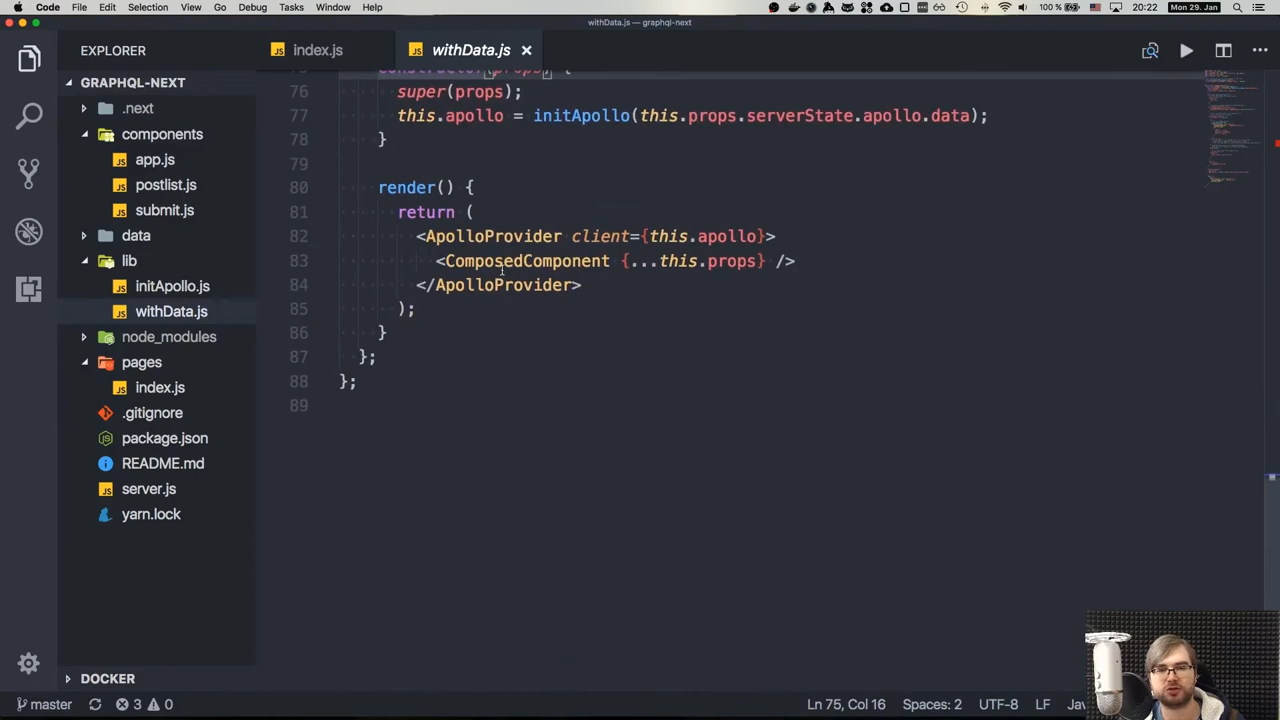 Code File Edit Selection View Go Debug Tasks Window Help 100 % Mon 29. Jan 20:22
withData.js — graphql-next
EXPLORER
index.js
withData.js
GRAPHQL-NEXT
.next
components
app.js
postlist.js
submit.js
data
lib
initApollo.js
withData.js
node_modules
pages
index.js
.gitignore
package.json
README.md
server.js
yarn.lock
DOCKER
75 constructor(props) {
76 super(props);
77 this.apollo = initApollo(this.props.serverState.apollo.data);
78 }
79
80 render() {
81 return (
82 <ApolloProvider client={this.apollo}>
83 <ComposedComponent {...this.props} />
84 </ApolloProvider>
85 );
86 }
87 };
88 };
89
master 3 0 Ln 75, Col 16 Spaces: 2 UTF-8 LF